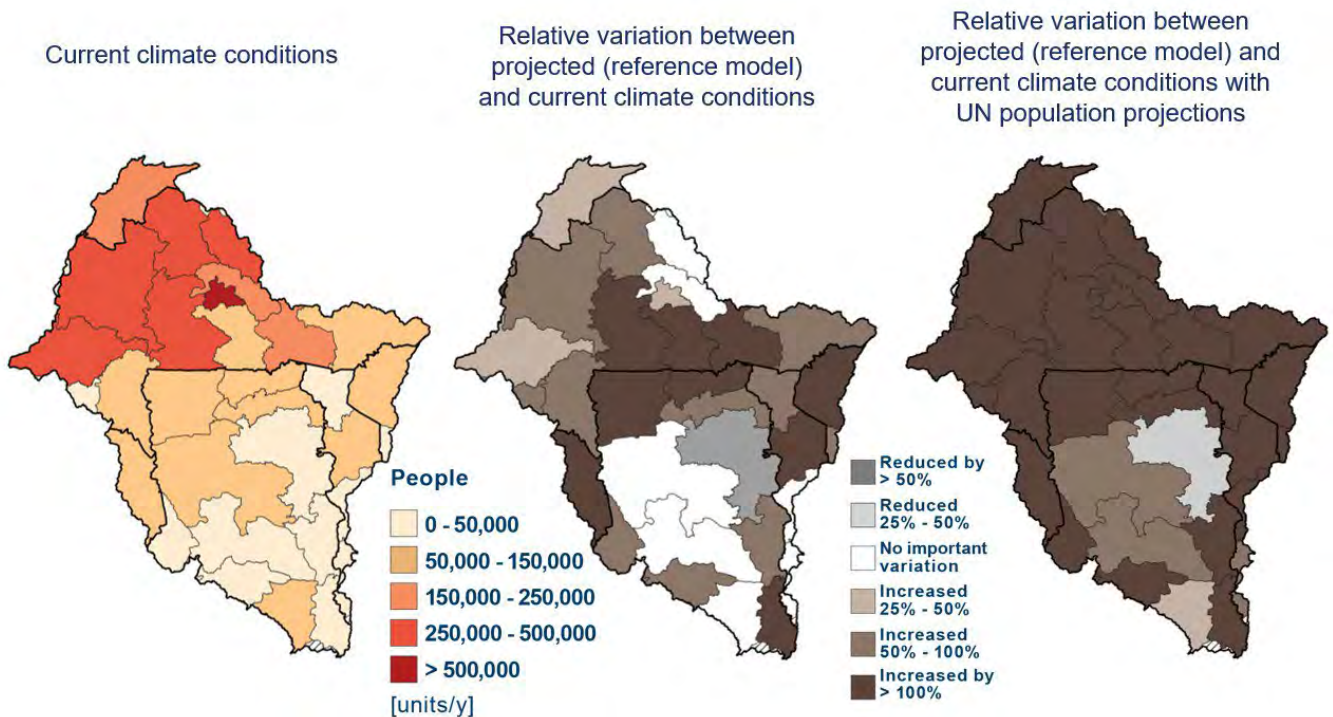 Current climate conditions
Relative variation between
projected (reference model)
and current climate conditions
Relative variation between
projected (reference model) and
current climate conditions with
UN population projections
People
0 - 50,000
50,000 - 150,000
150,000 - 250,000
250,000 - 500,000
> 500,000
[units/y]
Reduced by
> 50%
Reduced
25% - 50%
No important
variation
Increased
25% - 50%
Increased
50% - 100%
Increased by
> 100%